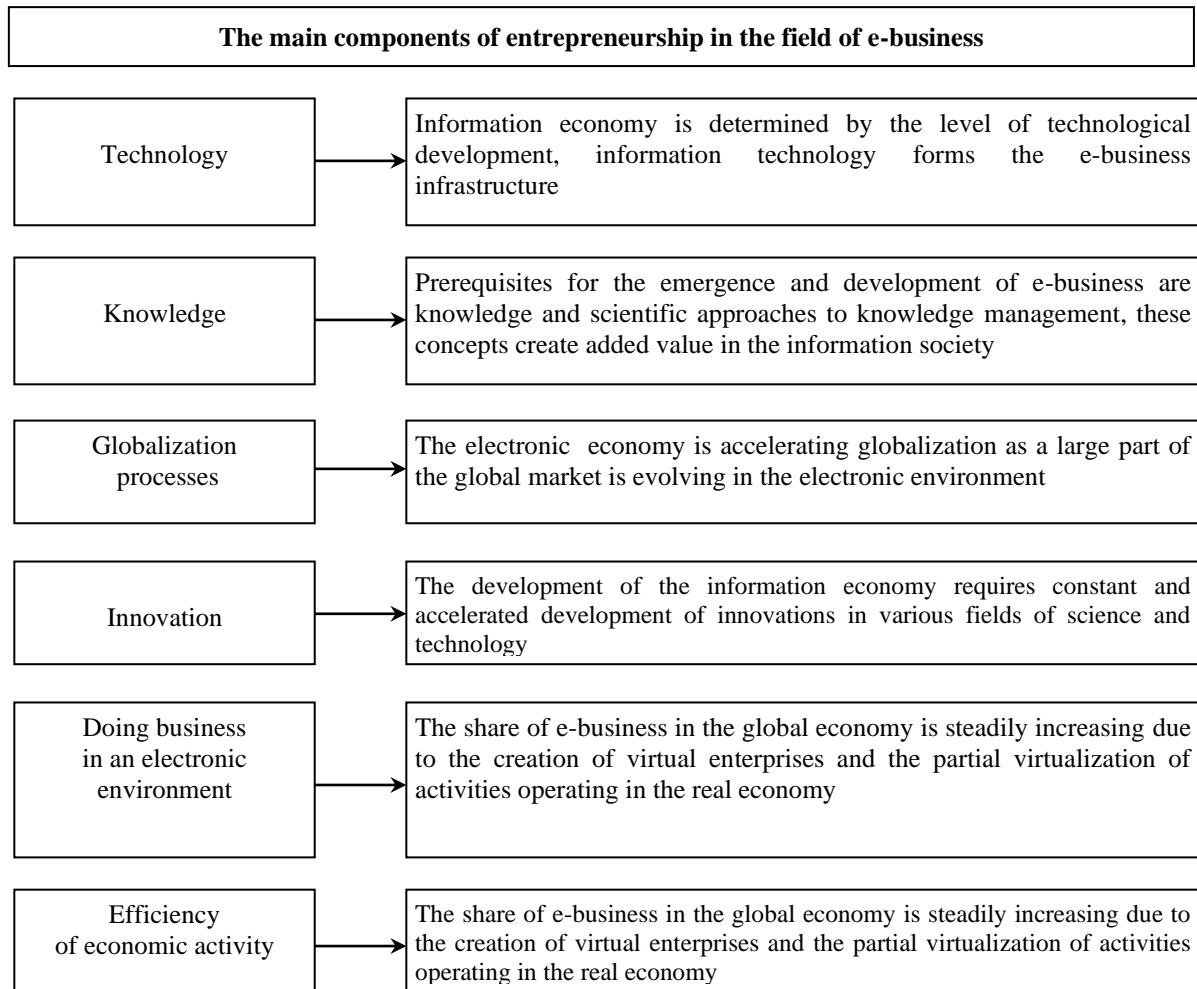 The main components of entrepreneurship in the field of e-business
Technology
Information economy is determined by the level of technological
development, information technology forms the e-business
infrastructure
Knowledge
Prerequisites for the emergence and development of e-business are
knowledge and scientific approaches to knowledge management, these
concepts create added value in the information society
Globalization
processes
The electronic economy is accelerating globalization as a large part of
the global market is evolving in the electronic environment
Innovation
The development of the information economy requires constant and
accelerated development of innovations in various fields of science and
technology
Doing business
in an electronic
environment
The share of e-business in the global economy is steadily increasing due
to the creation of virtual enterprises and the partial virtualization of
activities operating in the real economy
Efficiency
of economic activity
The share of e-business in the global economy is steadily increasing due to
the creation of virtual enterprises and the partial virtualization of activities
operating in the real economy